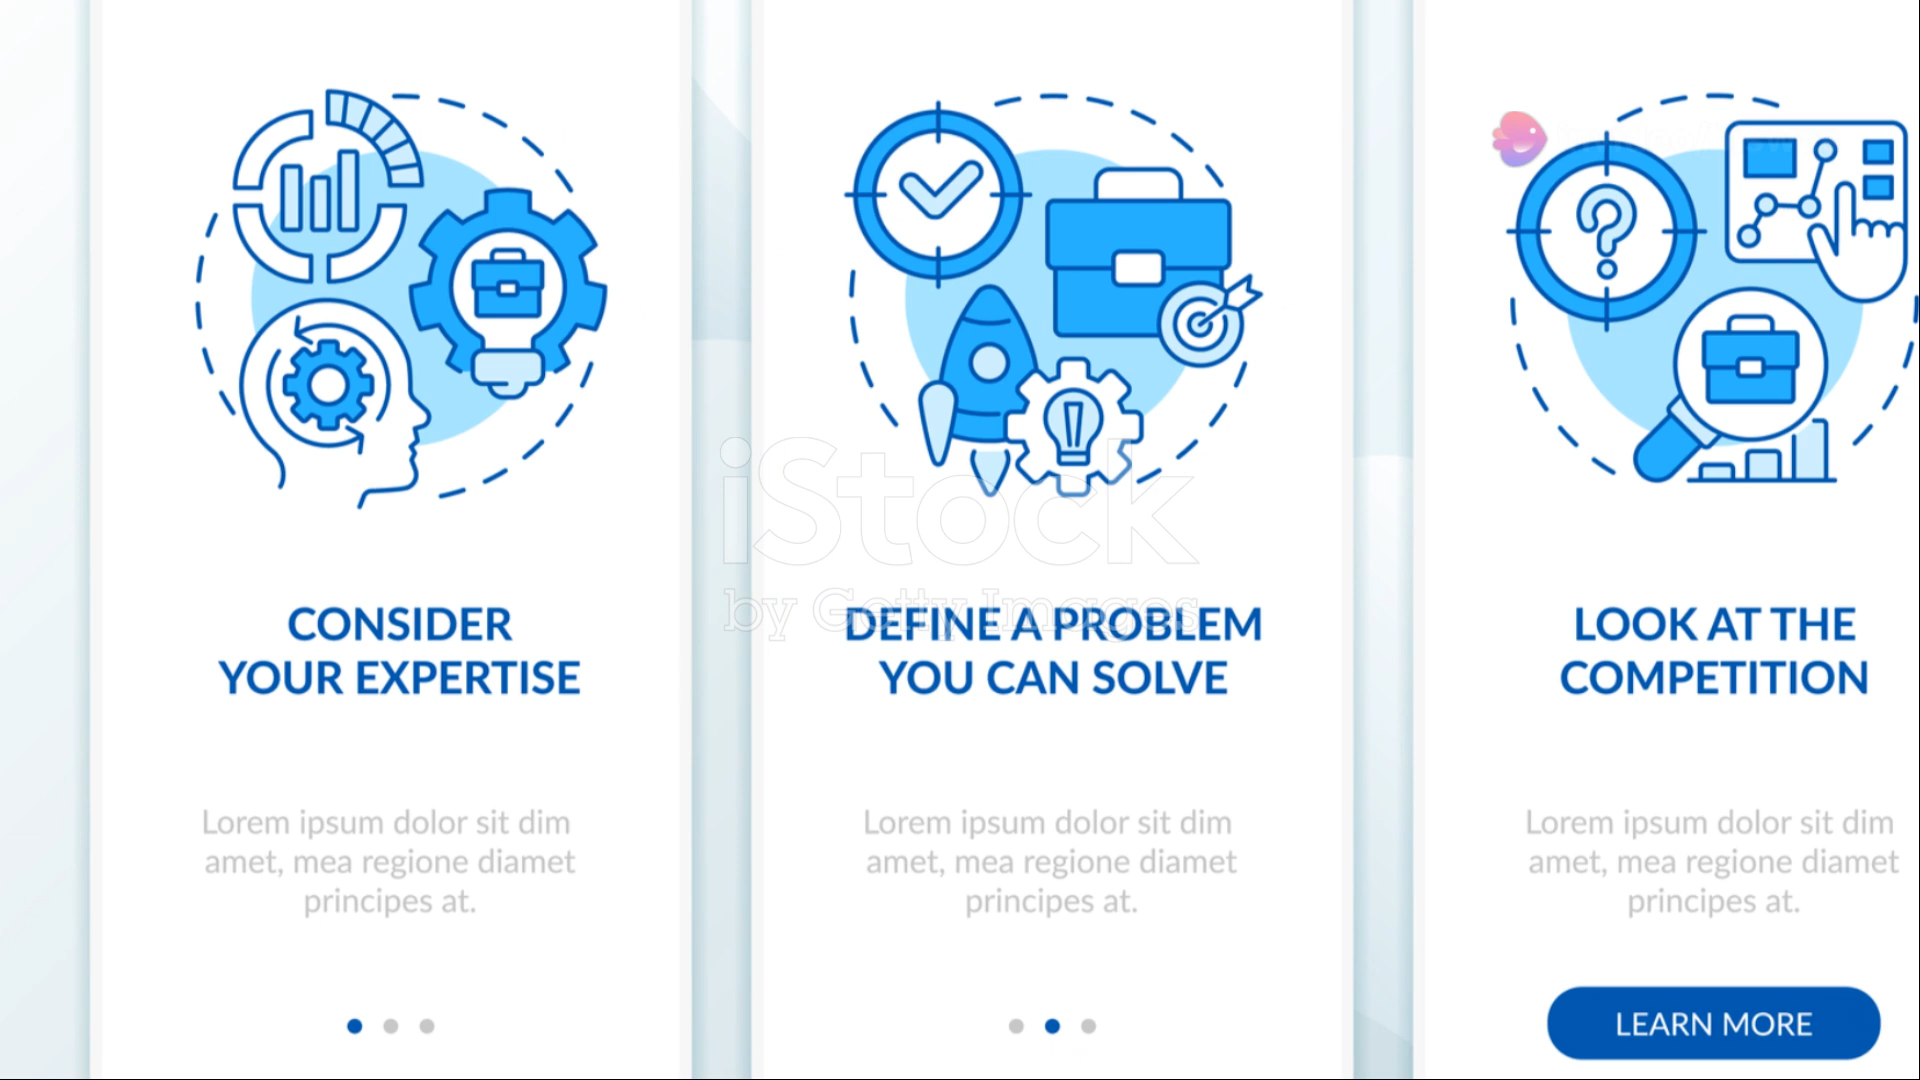 CONSIDER
YOUR EXPERTISE
Lorem ipsum dolor sit dim
amet, mea regione diamet
principes at.
iStock
by Getty Images
DEFINE A PROBLEM
YOU CAN SOLVE
Lorem ipsum dolor sit dim
amet, mea regione diamet
principes at.
LOOK AT THE
COMPETITION
Lorem ipsum dolor sit dim
amet, mea regione diamet
principes at.
LEARN MORE